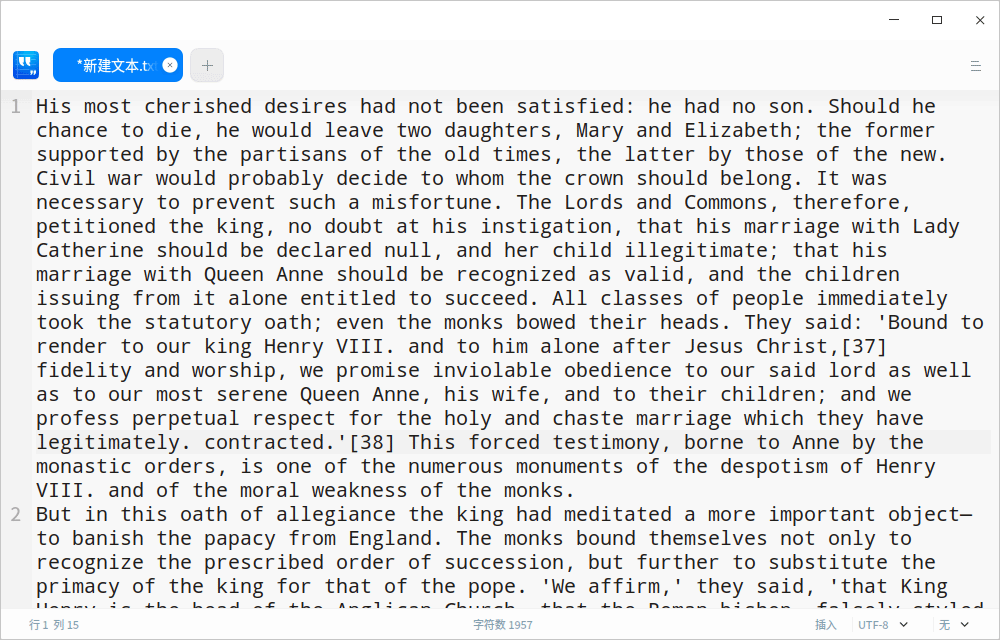 *新建文本.txt
1 His most cherished desires had not been satisfied: he had no son. Should he
chance to die, he would leave two daughters, Mary and Elizabeth; the former
supported by the partisans of the old times, the latter by those of the new.
Civil war would probably decide to whom the crown should belong. It was
necessary to prevent such a misfortune. The Lords and Commons, therefore,
petitioned the king, no doubt at his instigation, that his marriage with Lady
Catherine should be declared null, and her child illegitimate; that his
marriage with Queen Anne should be recognized as valid, and the children
issuing from it alone entitled to succeed. All classes of people immediately
took the statutory oath; even the monks bowed their heads. They said: 'Bound to
render to our king Henry VIII. and to him alone after Jesus Christ,[37]
fidelity and worship, we promise inviolable obedience to our said lord as well
as to our most serene Queen Anne, his wife, and to their children; and we
profess perpetual respect for the holy and chaste marriage which they have
legitimately. contracted.'[38] This forced testimony, borne to Anne by the
monastic orders, is one of the numerous monuments of the despotism of Henry
VIII. and of the moral weakness of the monks.
2 But in this oath of allegiance the king had meditated a more important object—
to banish the papacy from England. The monks bound themselves not only to
recognize the prescribed order of succession, but further to substitute the
primacy of the king for that of the pope. 'We affirm,' they said, 'that King
Henry is the head of the Anglican Church, that the Roman bishop, falsely styled
行 1 列 15 字符数 1957 插入 UTF-8 无